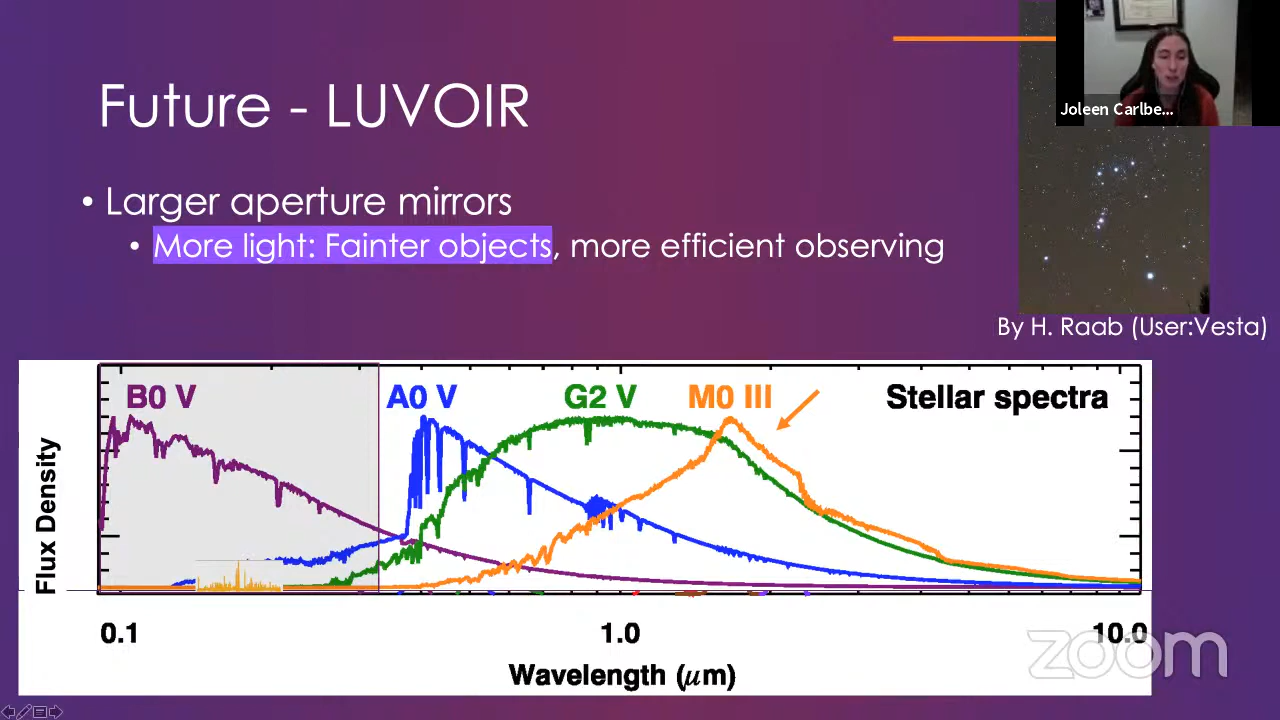 Joleen Carlbe...
Future - LUVOIR
• Larger aperture mirrors
• More light: Fainter objects, more efficient observing
By H. Raab (User:Vesta)
B0 V A0 V G2 V M0 III Stellar spectra
Flux Density
0.1 1.0 10.0
Wavelength (μm)
zoom